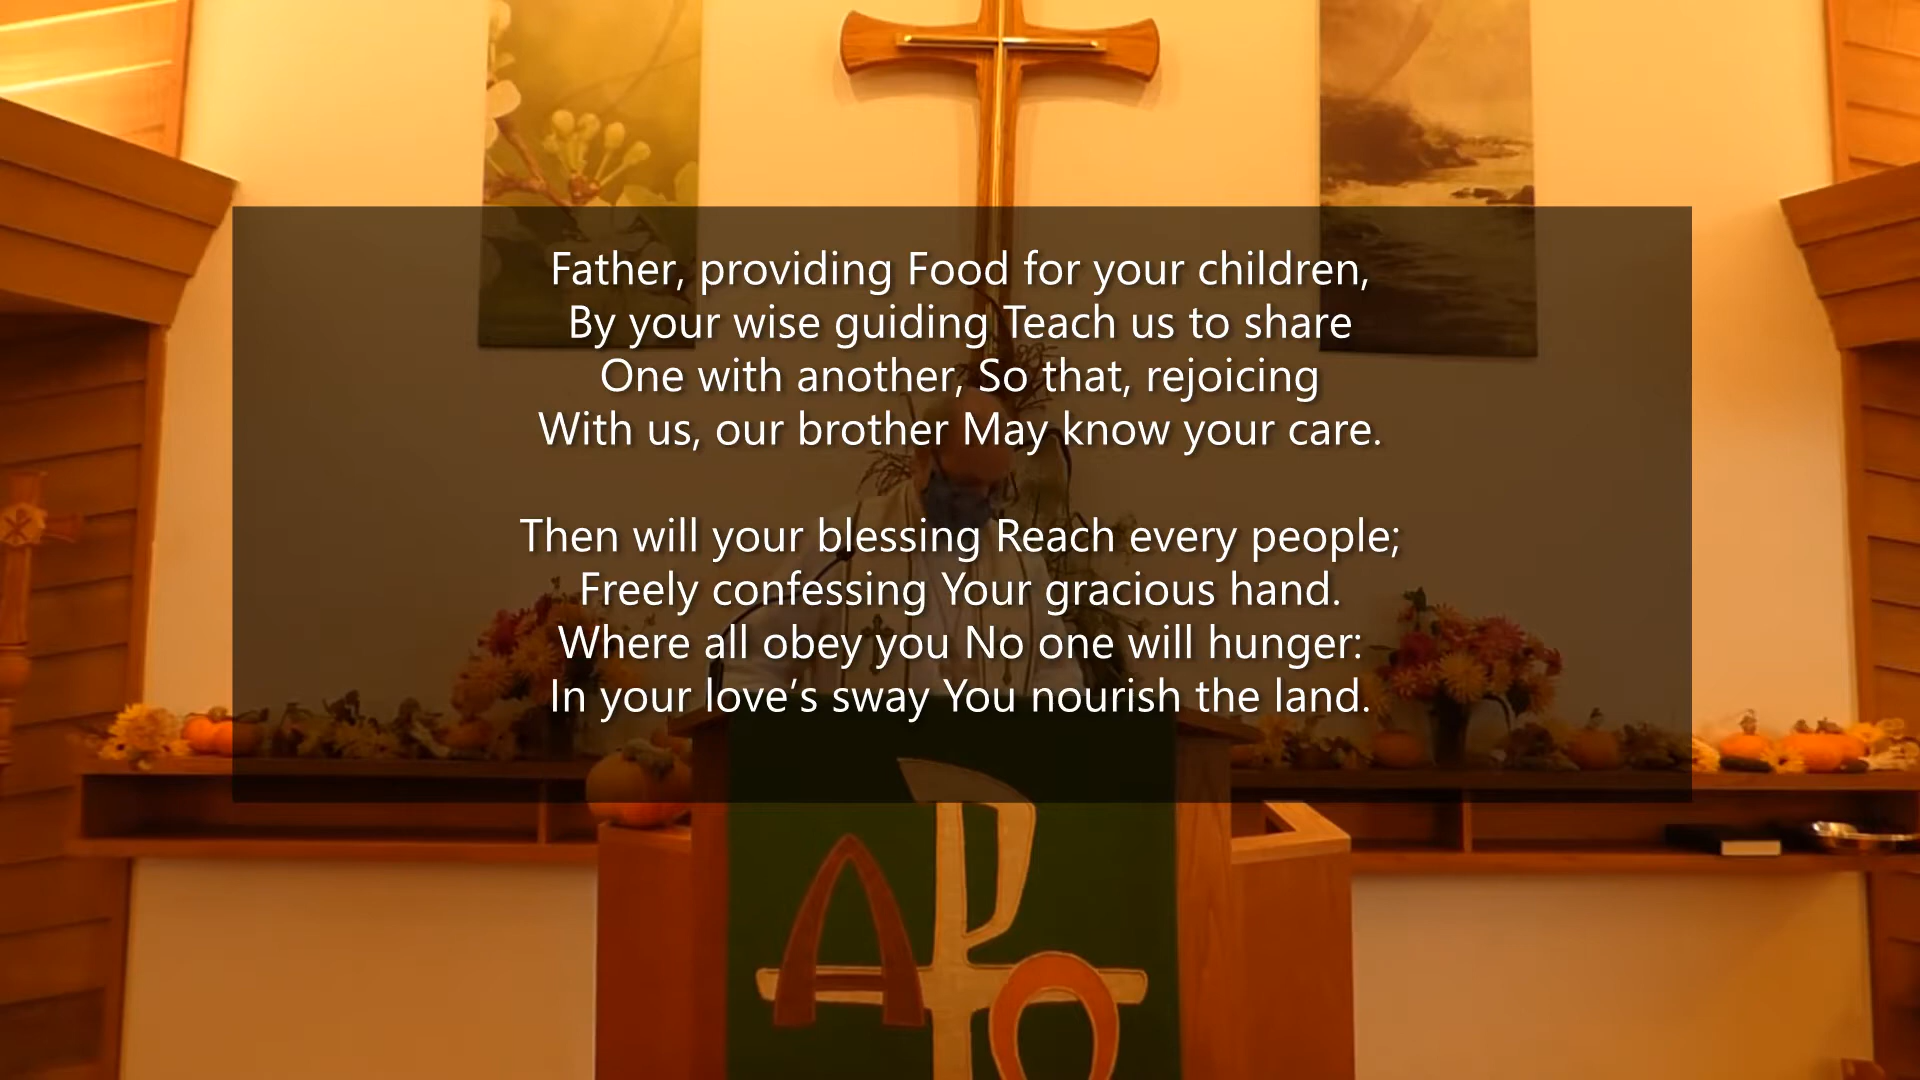 Father, providing Food for your children,
By your wise guiding Teach us to share
One with another, So that, rejoicing
With us, our brother May know your care.
Then will your blessing Reach every people;
Freely confessing Your gracious hand.
Where all obey you No one will hunger:
In your love’s sway You nourish the land.